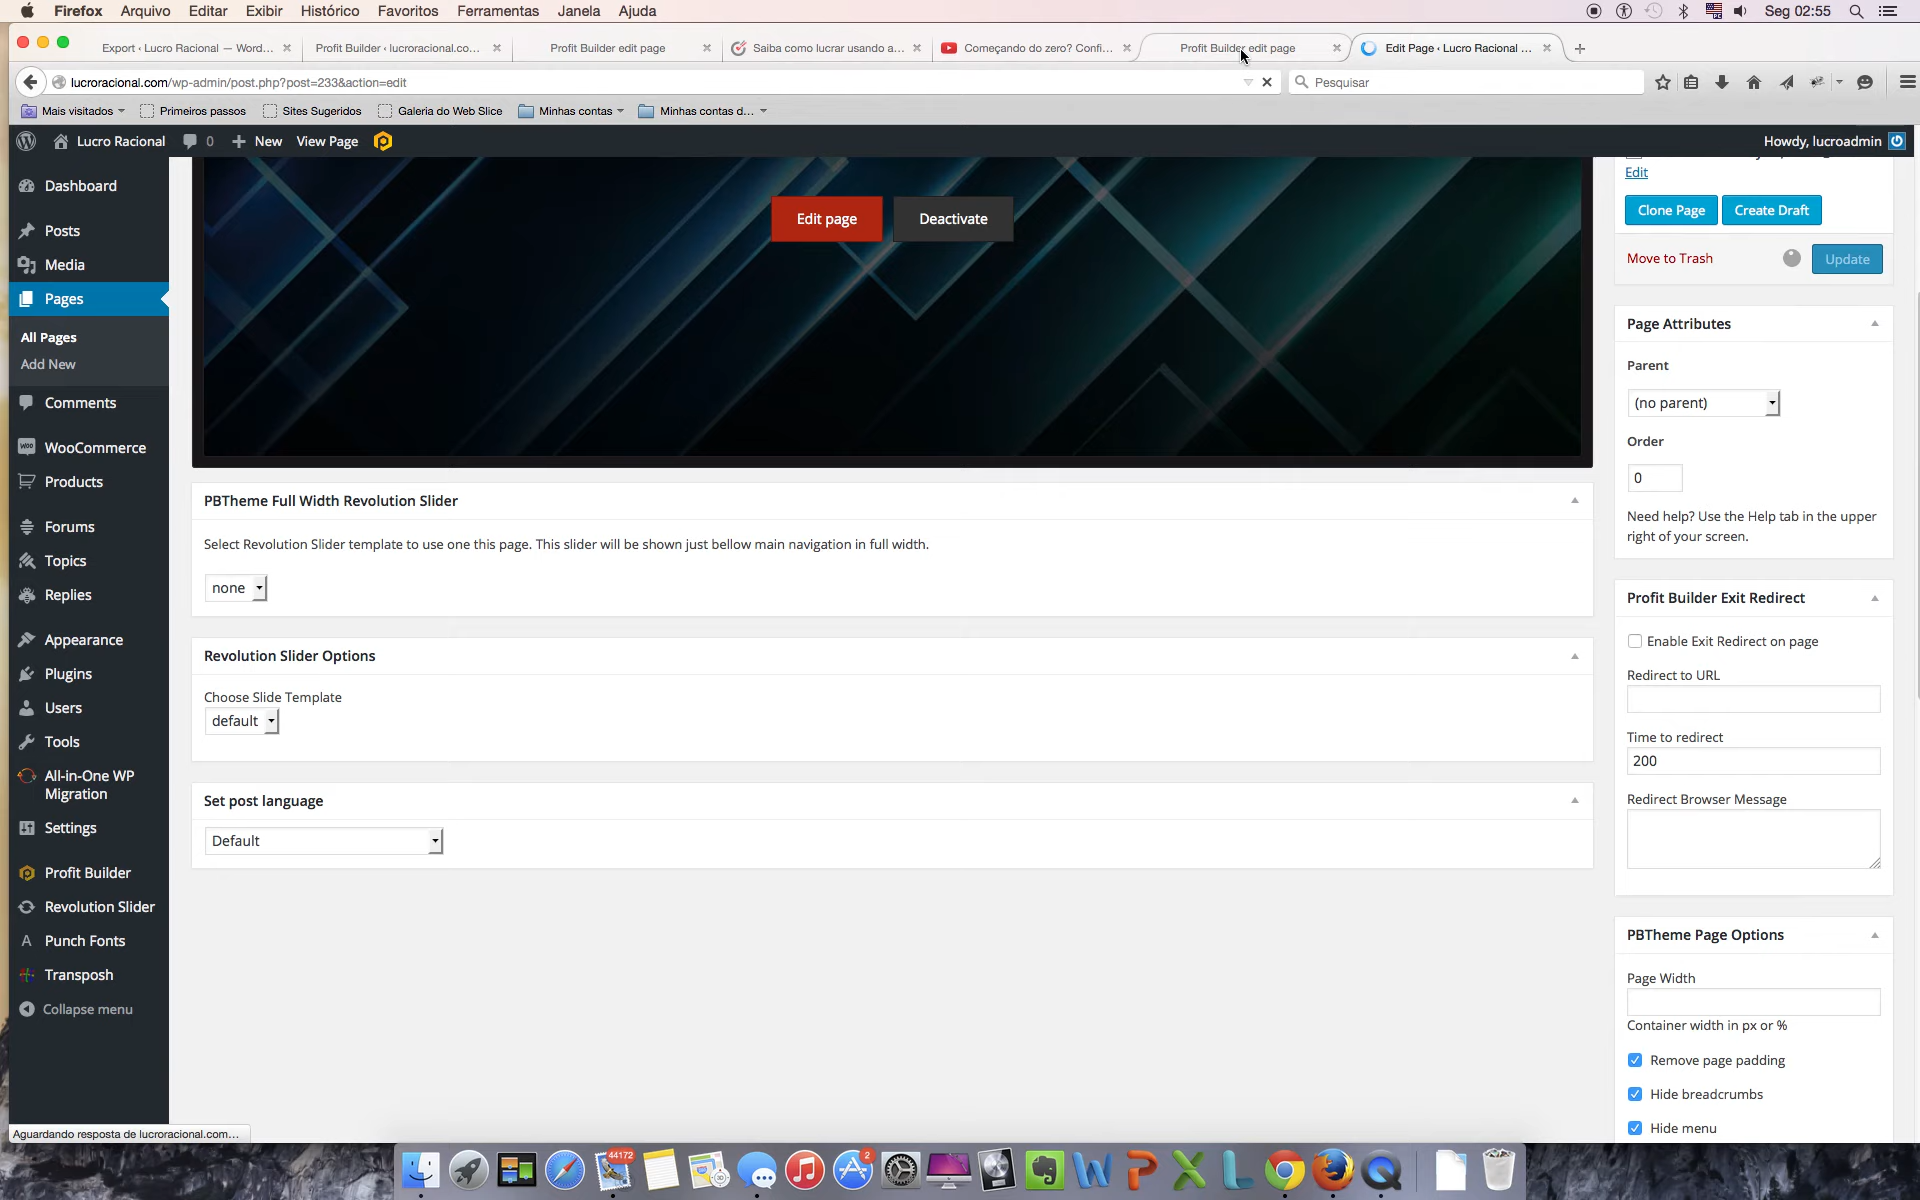 Firefox Arquivo Editar Exibir Histórico Favoritos Ferramentas Janela Ajuda Seg 02:55
Export ‹ Lucro Racional — Word... Profit Builder ‹ lucroracional.co... Profit Builder edit page Saiba como lucrar usando a... Começando do zero? Confi... Profit Builder edit page Edit Page ‹ Lucro Racional ...
lucroracional.com/wp-admin/post.php?post=233&action=edit Pesquisar
Mais visitados Primeiros passos Sites Sugeridos Galeria do Web Slice Minhas contas Minhas contas d...
Lucro Racional 0 New View Page Howdy, lucroadmin
Dashboard
Posts
Media
Pages
All Pages
Add New
Comments
WooCommerce
Products
Forums
Topics
Replies
Appearance
Plugins
Users
Tools
All-in-One WP
Migration
Settings
Profit Builder
Revolution Slider
Punch Fonts
Transposh
Collapse menu
Aguardando resposta de lucroracional.com...
Edit page Deactivate
PBTheme Full Width Revolution Slider
Select Revolution Slider template to use one this page. This slider will be shown just bellow main navigation in full width.
none
Revolution Slider Options
Choose Slide Template
default
Set post language
Default
Edit
Clone Page Create Draft
Move to Trash Update
Page Attributes
Parent
(no parent)
Order
0
Need help? Use the Help tab in the upper
right of your screen.
Profit Builder Exit Redirect
Enable Exit Redirect on page
Redirect to URL
Time to redirect
200
Redirect Browser Message
PBTheme Page Options
Page Width
Container width in px or %
Remove page padding
Hide breadcrumbs
Hide menu
44172
2